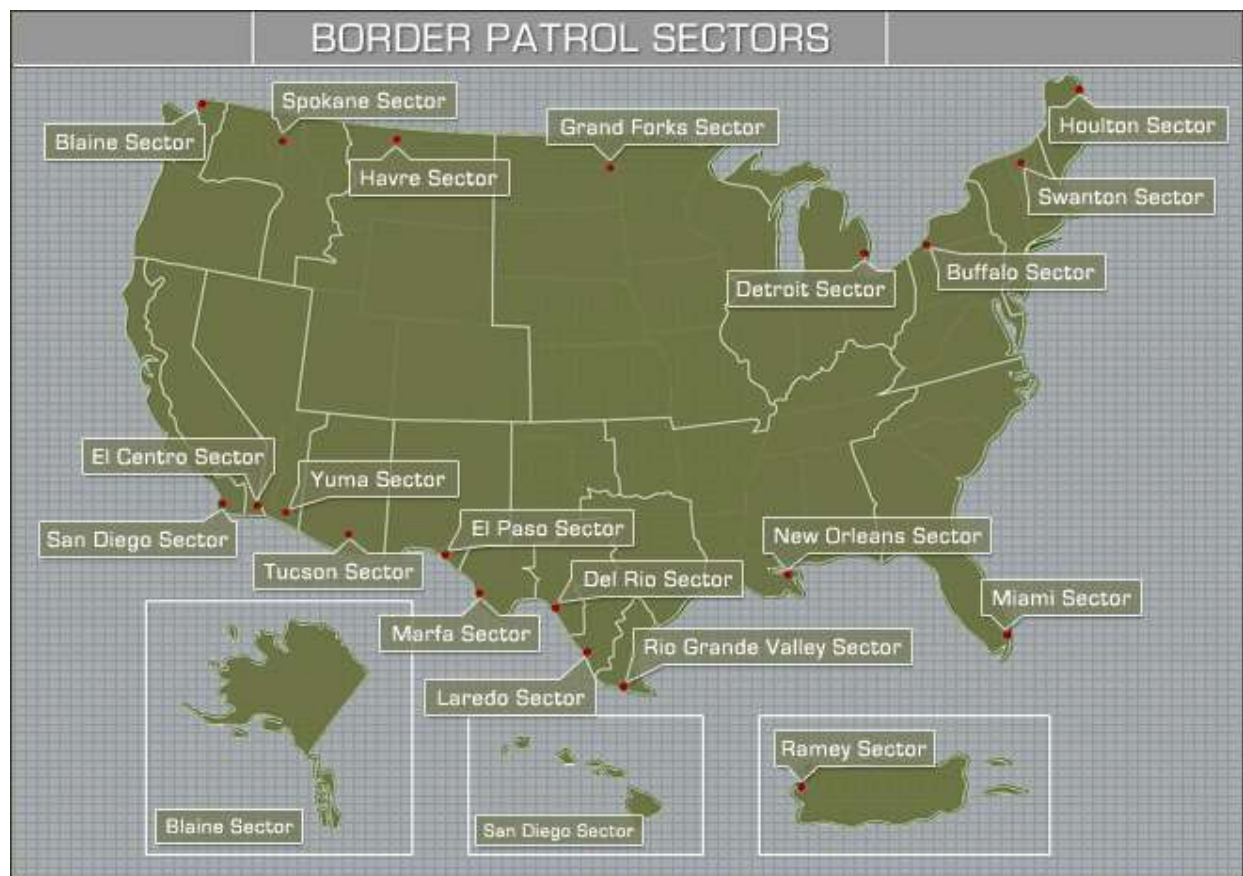 BORDER PATROL SECTORS
Spokane Sector
Blaine Sector
Grand Forks Sector
Houlton Sector
Havre Sector
Swanton Sector
Buffalo Sector
Detroit Sector
El Centro Sector
Yuma Sector
San Diego Sector
El Paso Sector
New Orleans Sector
Tucson Sector
Del Rio Sector
Miami Sector
Marfa Sector
Rio Grande Valley Sector
Laredo Sector
Ramey Sector
Blaine Sector
San Diego Sector